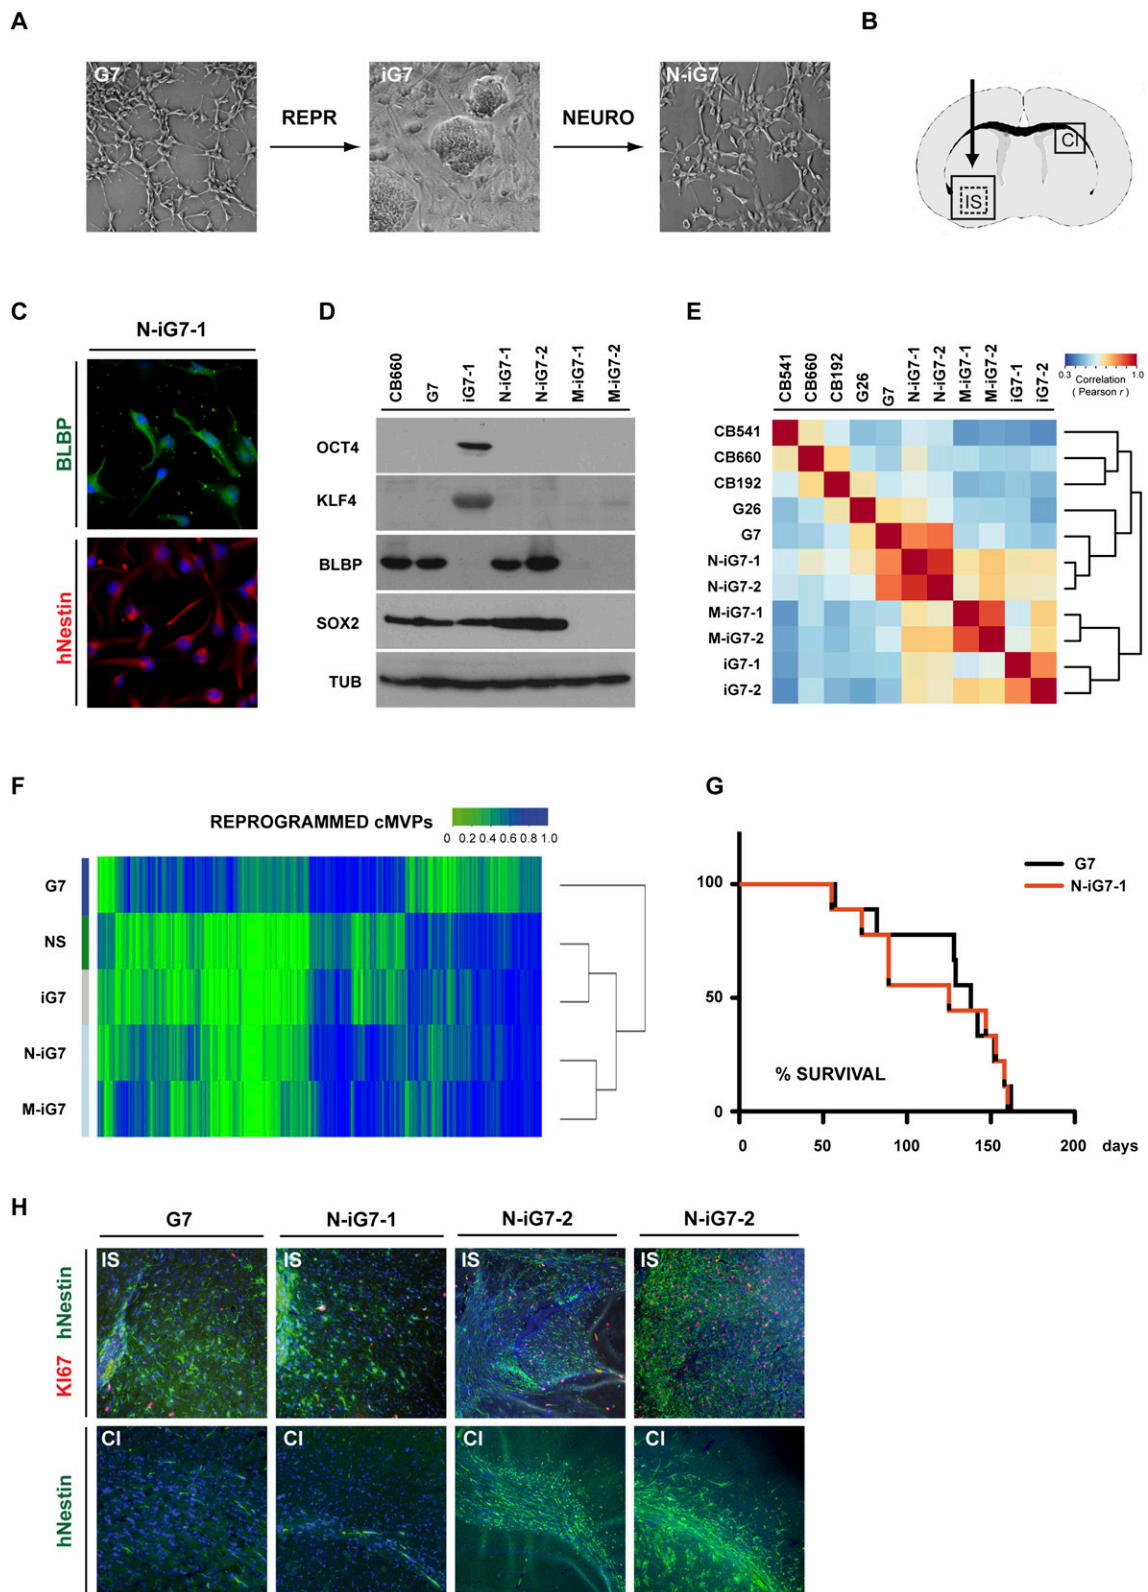 A
B
G7
iG7
N-iG7
REPR
NEURO
CI
IS
C
D
E
N-iG7-1
BLBP
hNestin
CB660
G7
iG7-1
N-iG7-1
N-iG7-2
M-iG7-1
M-iG7-2
OCT4
KLF4
BLBP
SOX2
TUB
CB541
CB660
CB192
G26
G7
N-iG7-1
N-iG7-2
M-iG7-1
M-iG7-2
iG7-1
iG7-2
0.3 1.0
Correlation
( Pearson r )
CB541
CB660
CB192
G26
G7
N-iG7-1
N-iG7-2
M-iG7-1
M-iG7-2
iG7-1
iG7-2
F
REPROGRAMMED cMVPs
0 0.2 0.4 0.6 0.8 1.0
G7
NS
iG7
N-iG7
M-iG7
G
G7
N-iG7-1
100
50
0
% SURVIVAL
0 50 100 150 200 days
H
G7 N-iG7-1 N-iG7-2 N-iG7-2
KI67 hNestin
IS IS IS IS
hNestin
CI CI CI CI